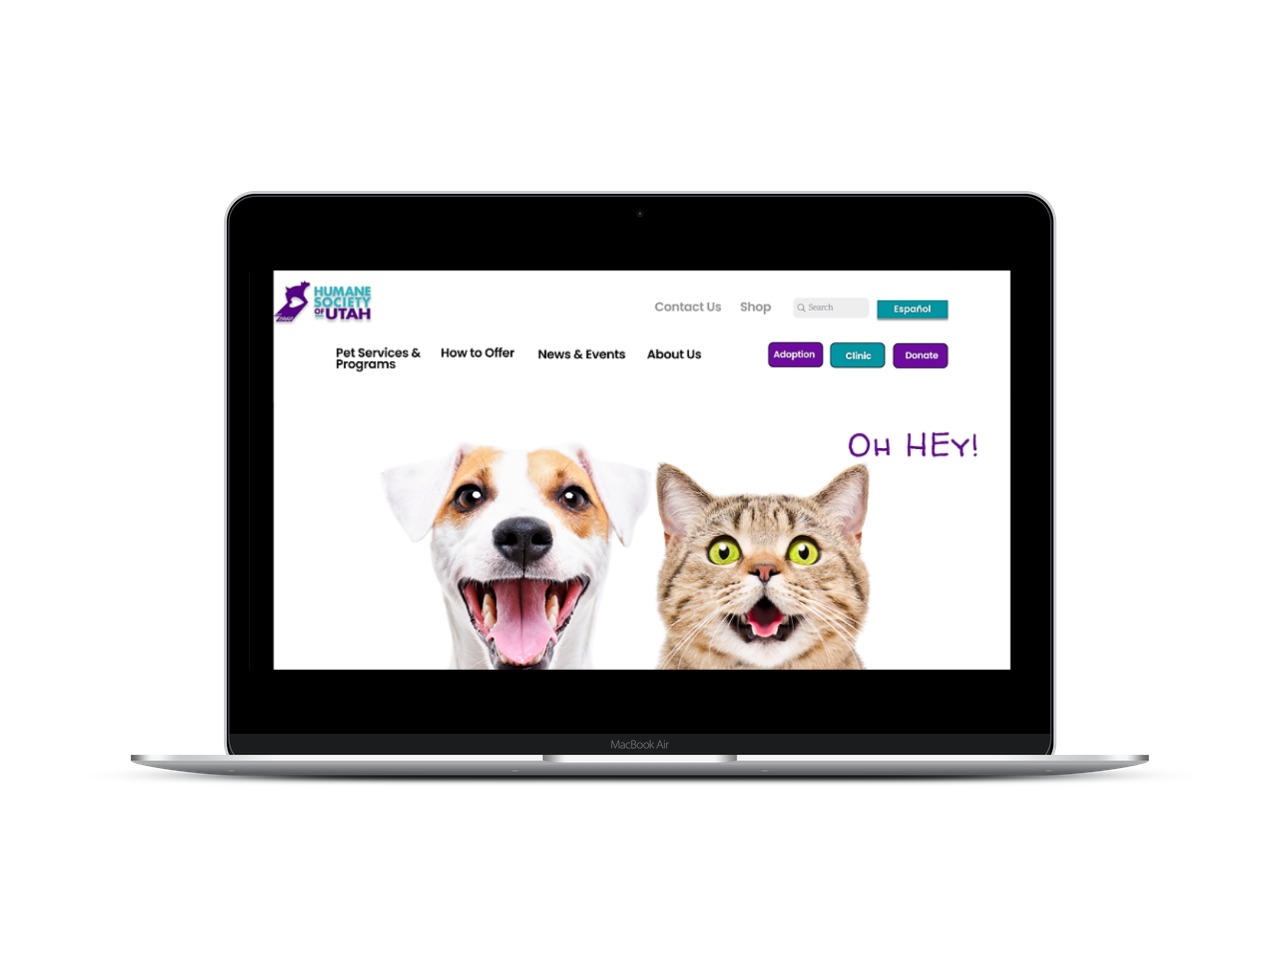 HUMANE
SOCIETY
OF UTAH
Contact Us
Shop
Search
Español
Pet Services &
Programs
How to Offer
News & Events
About Us
Adoption
Clinic
Donate
OH HEY!
MacBook Air